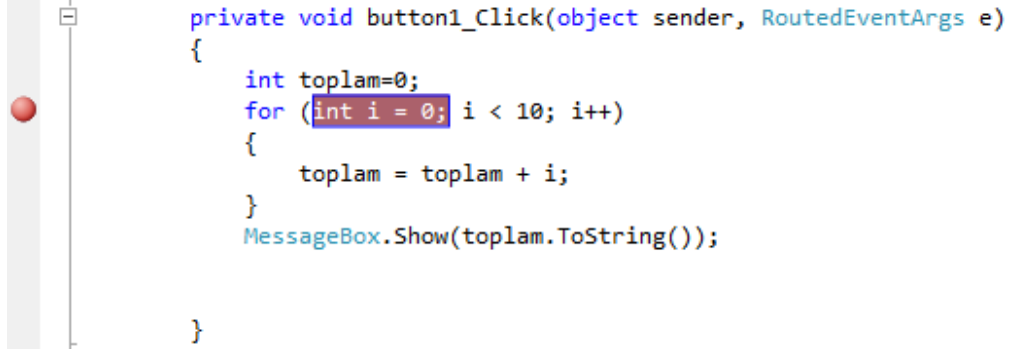 private void button1_Click(object sender, RoutedEventArgs e)
{
int toplam=0;
for (int i = 0; i < 10; i++)
{
toplam = toplam + i;
}
MessageBox.Show(toplam.ToString());
}